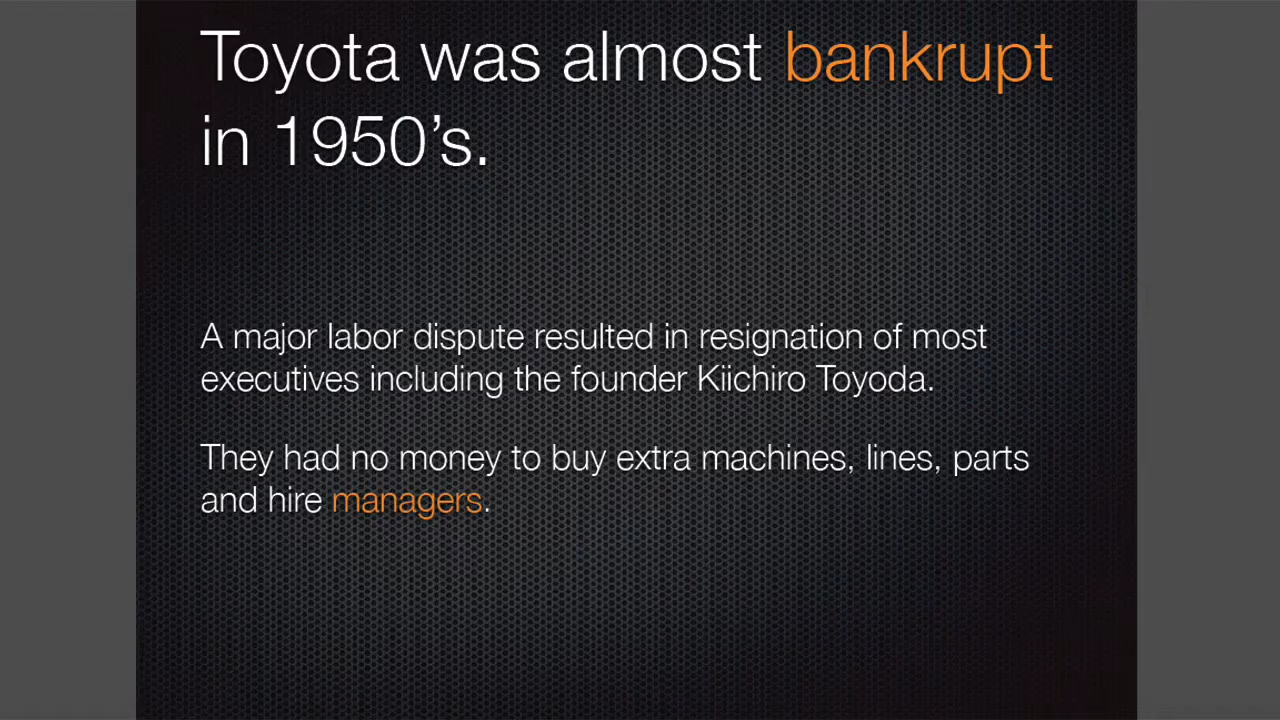 Toyota was almost bankrupt
in 1950’s.
A major labor dispute resulted in resignation of most
executives including the founder Kiichiro Toyoda.
They had no money to buy extra machines, lines, parts
and hire managers.